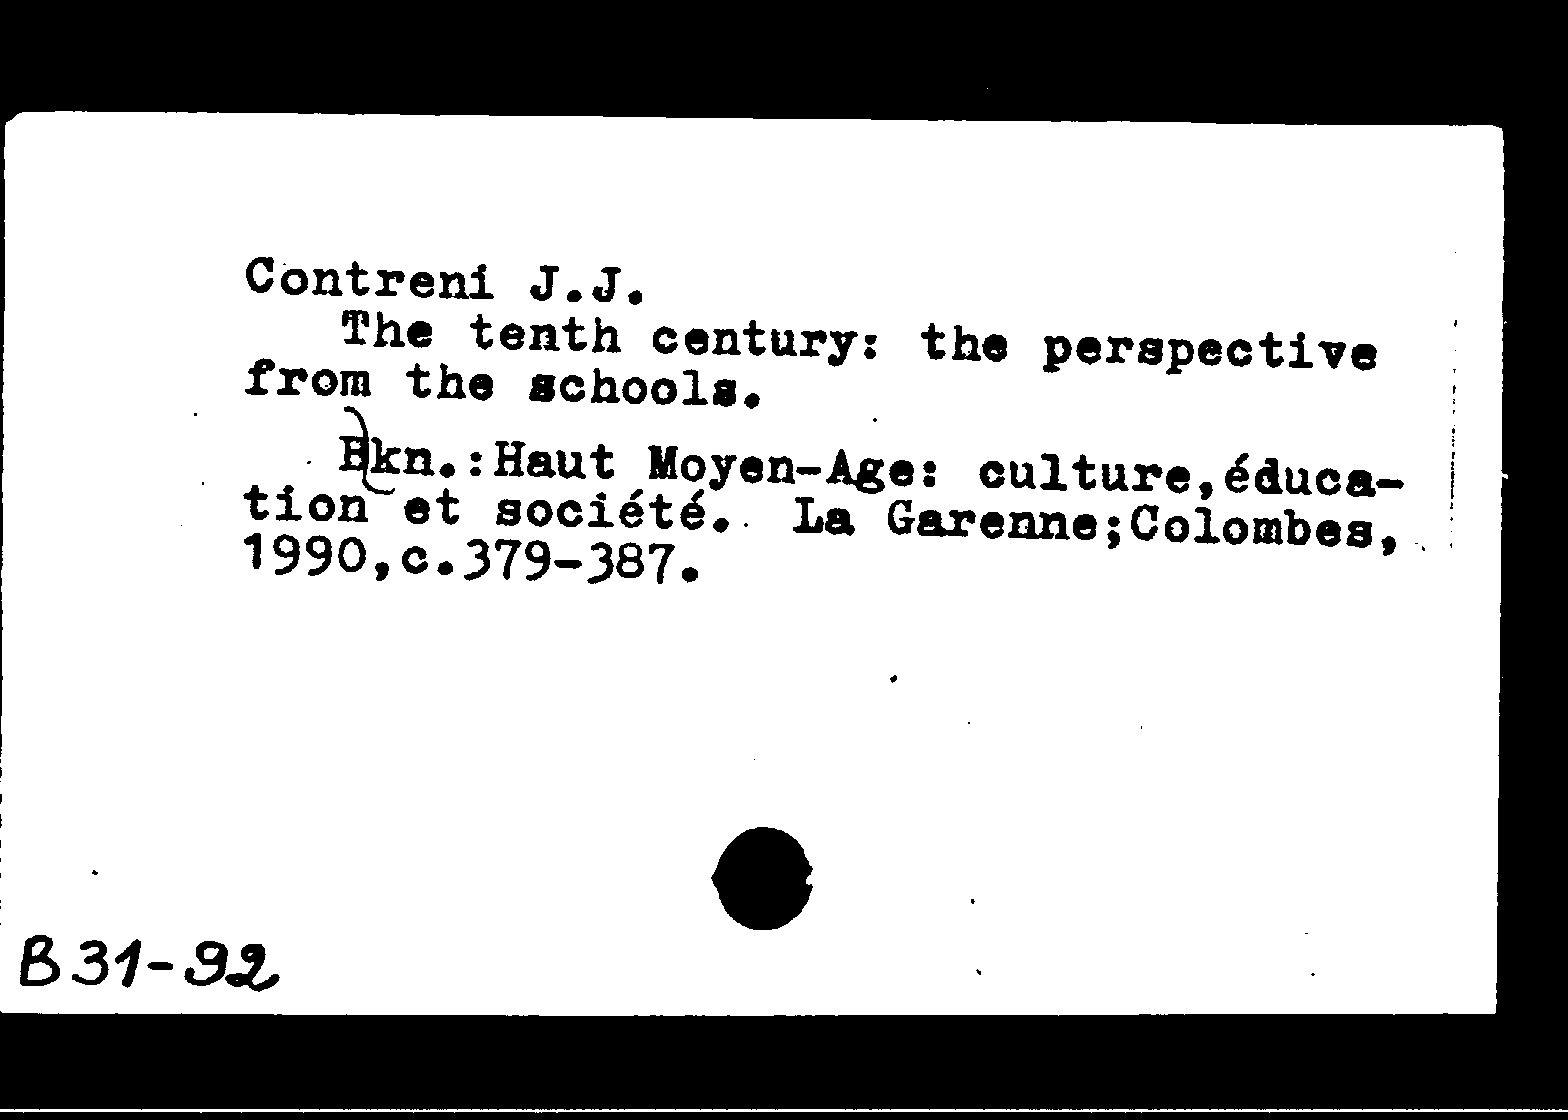 Contreni J.J.
The tenth century: the perspective
from the schools.
Вkn.:Haut Moyen-Age: culture,éduca-
tion et société. La Garenne;Colombes,
1990,c.379-387.
B31-92